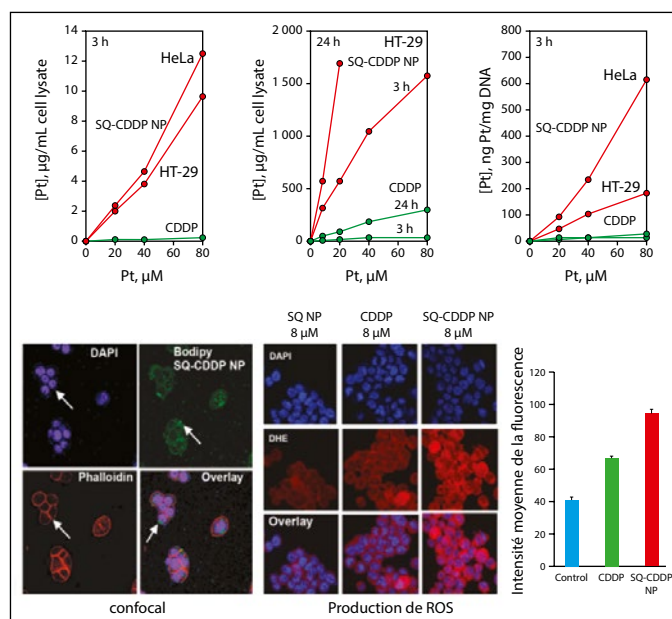 [Pt], µg/mL cell lysate
14
12
10
8
6
4
2
0
3 h
HeLa
SQ-CDDP NP
HT-29
CDDP
0 20 40 60 80
Pt, µM
[Pt], µg/mL cell lysate
2 000
1 500
1 000
500
0
24 h
HT-29
SQ-CDDP NP
3 h
CDDP
24 h
3 h
0 20 40 60 80
Pt, µM
[Pt], ng Pt/mg DNA
800
700
600
500
400
300
200
100
0
3 h
HeLa
SQ-CDDP NP
HT-29
CDDP
0 20 40 60 80
Pt, µM
DAPI
Bodipy
SQ-CDDP NP
Phalloidin
Overlay
confocal
SQ NP CDDP SQ-CDDP NP
8 µM 8 µM 8 µM
DAPI
DHE
Overlay
Production de ROS
Intensité moyenne de la fluorescence
120
100
80
60
40
20
0
Control CDDP SQ-CDDP
NP